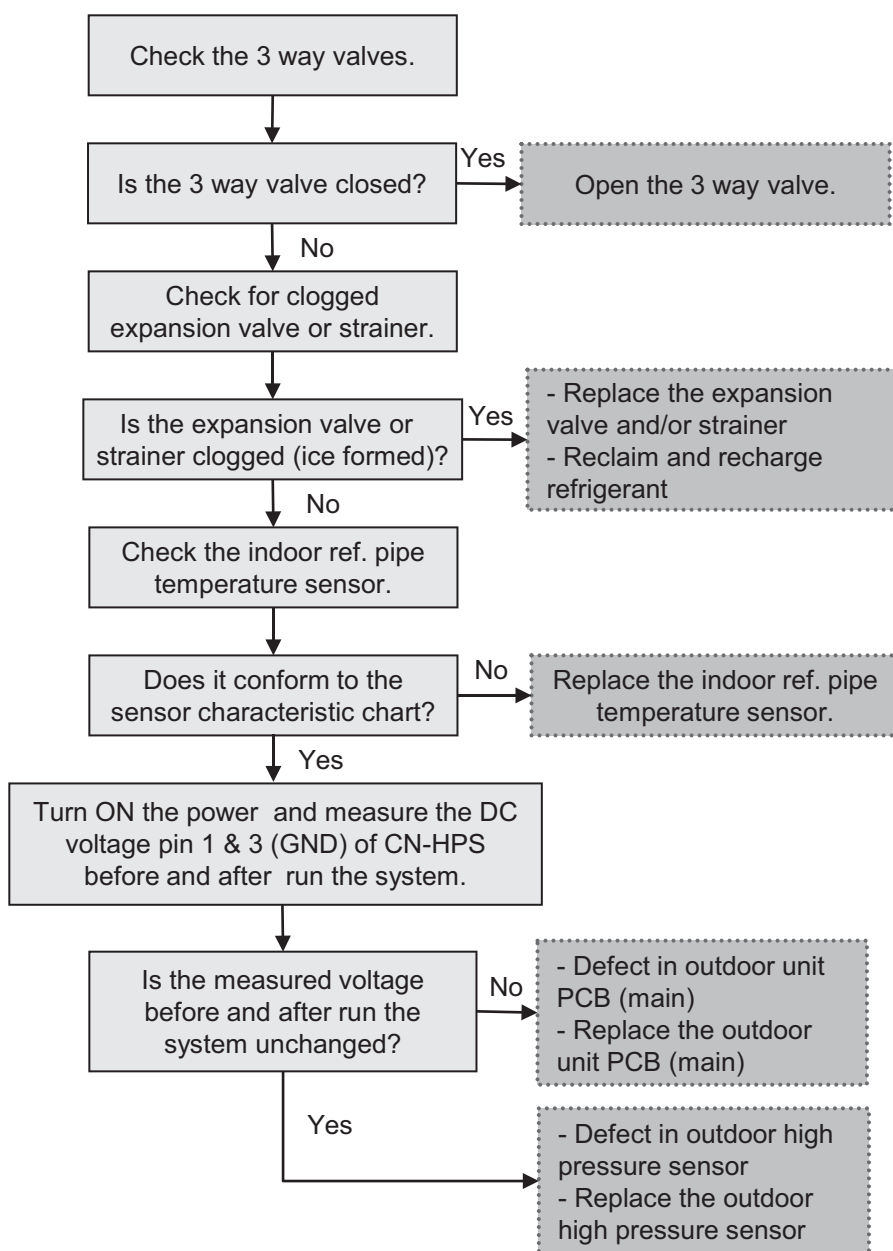 Check the 3 way valves.
Is the 3 way valve closed?
Yes
Open the 3 way valve.
No
Check for clogged
expansion valve or strainer.
Is the expansion valve or
strainer clogged (ice formed)?
Yes
- Replace the expansion
valve and/or strainer
- Reclaim and recharge
refrigerant
No
Check the indoor ref. pipe
temperature sensor.
Does it conform to the
sensor characteristic chart?
No
Replace the indoor ref. pipe
temperature sensor.
Yes
Turn ON the power and measure the DC
voltage pin 1 & 3 (GND) of CN-HPS
before and after run the system.
Is the measured voltage
before and after run the
system unchanged?
No
- Defect in outdoor unit
PCB (main)
- Replace the outdoor
unit PCB (main)
Yes
- Defect in outdoor high
pressure sensor
- Replace the outdoor
high pressure sensor